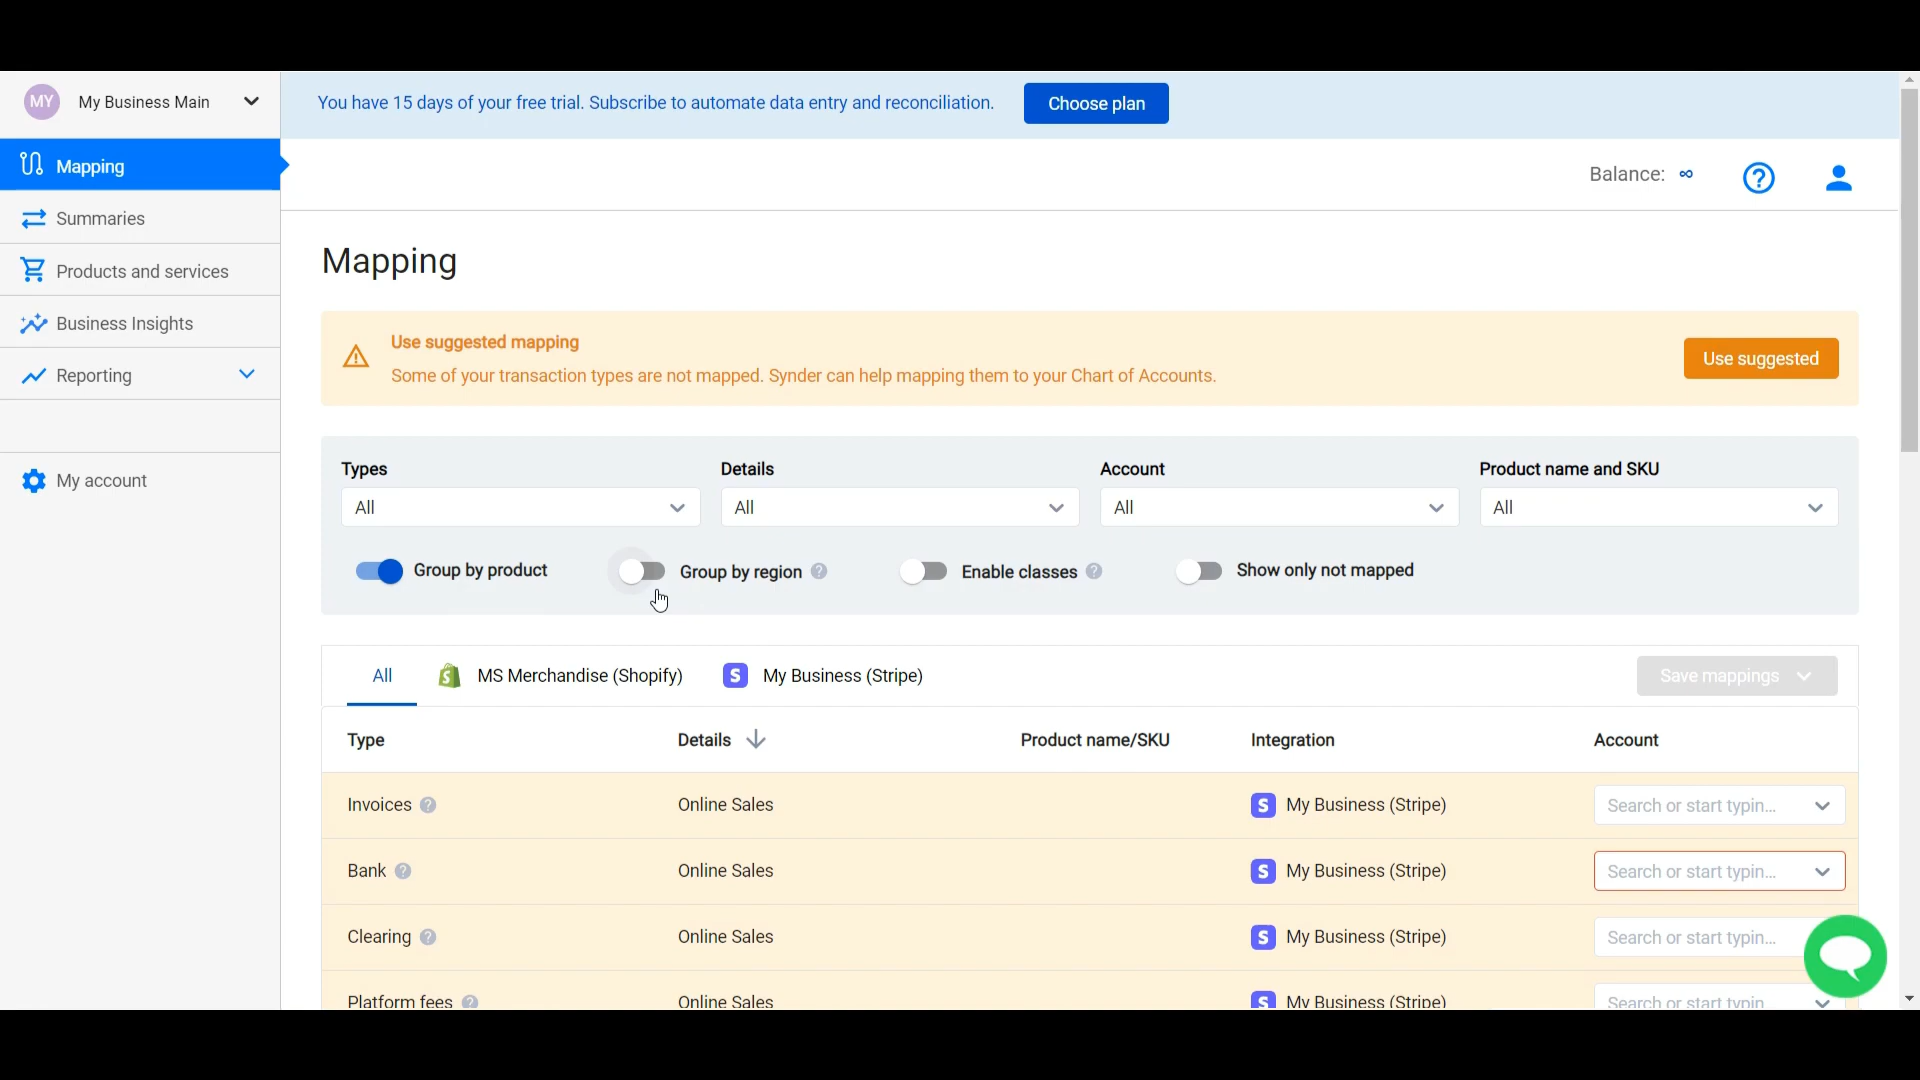 MY My Business Main
You have 15 days of your free trial. Subscribe to automate data entry and reconciliation. Choose plan
Mapping
Summaries
Products and services
Business Insights
Reporting
My account
Balance: ∞ ?
Mapping
Use suggested mapping
Some of your transaction types are not mapped. Synder can help mapping them to your Chart of Accounts.
Use suggested
Types Details Account Product name and SKU
All All All All
Group by product Group by region ? Enable classes ? Show only not mapped
All MS Merchandise (Shopify) S My Business (Stripe) Save mappings
Type Details Product name/SKU Integration Account
Invoices ? Online Sales S My Business (Stripe) Search or start typin...
Bank ? Online Sales S My Business (Stripe) Search or start typin...
Clearing ? Online Sales S My Business (Stripe) Search or start typin...
Platform fees ? Online Sales S My Business (Stripe) Search or start typin